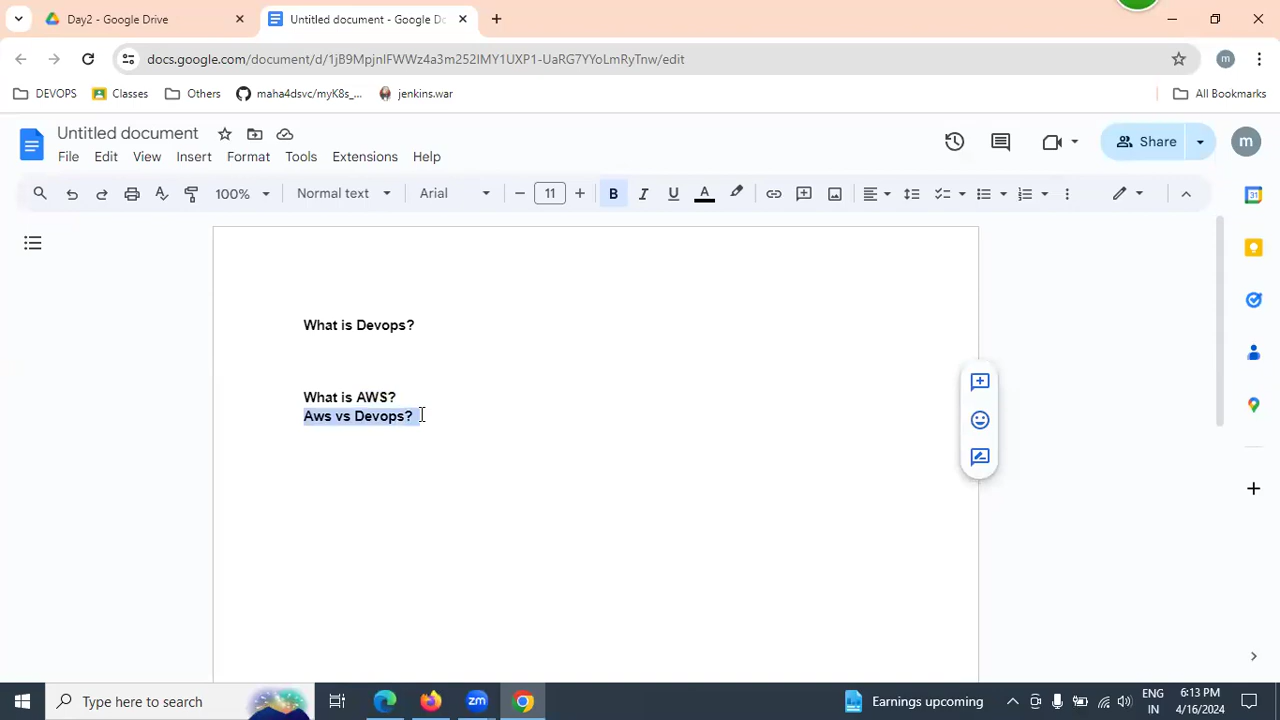 Day2 - Google Drive
Untitled document - Google Do
docs.google.com/document/d/1jB9MpjnIFWWz4a3m252IMY1UXP1-UaRG7YYoLmRyTnw/edit
m
DEVOPS
Classes
Others
maha4dsvc/myK8s_...
jenkins.war
All Bookmarks
Untitled document
File Edit View Insert Format Tools Extensions Help
Share
m
100% Normal text Arial 11 B I U A
31
What is Devops?
What is AWS?
Aws vs Devops?
Type here to search
zm
Earnings upcoming
ENG
IN
6:13 PM
4/16/2024